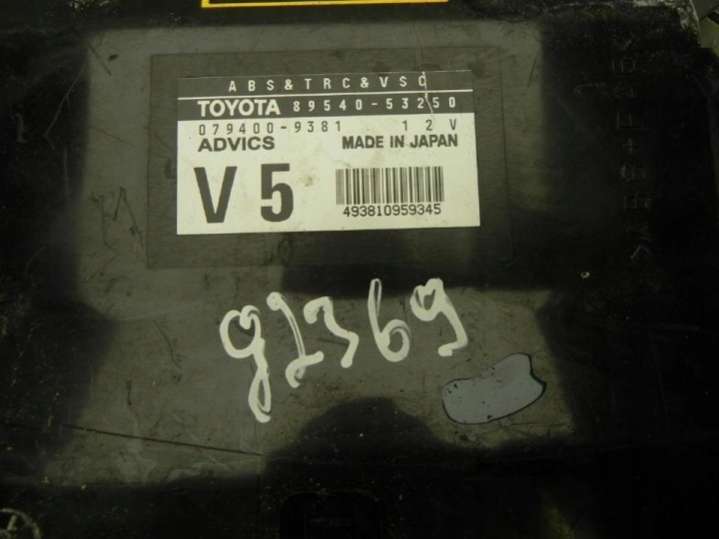 ABS&TRC&VSC
TOYOTA 89540-53250
079400-9381 12V
ADVICS MADE IN JAPAN
V5
493810959345
92369